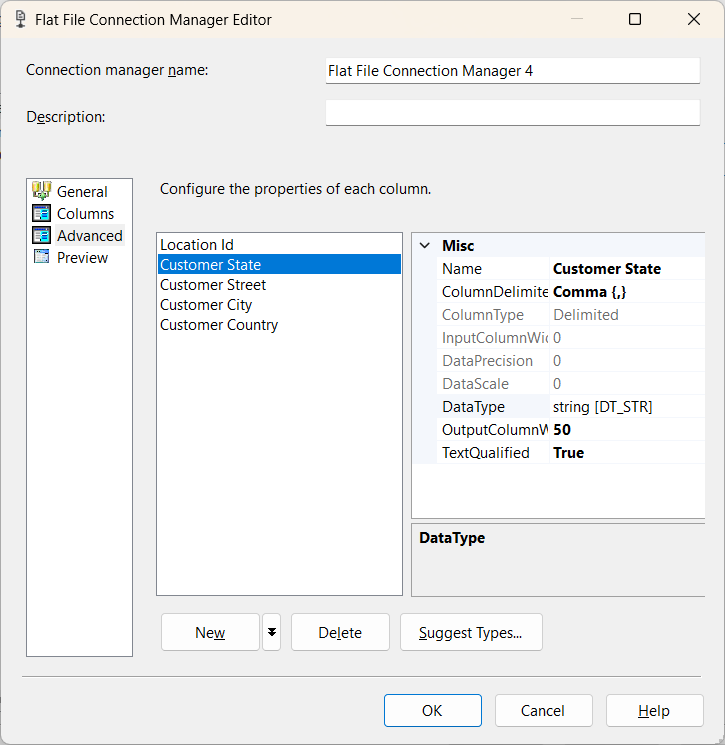 Flat File Connection Manager Editor
Connection manager name:
Flat File Connection Manager 4
Description:
General
Columns
Advanced
Preview
Configure the properties of each column.
Location Id
Customer State
Customer Street
Customer City
Customer Country
Misc
Name Customer State
ColumnDelimite Comma {,}
ColumnType Delimited
InputColumnWi 0
DataPrecision 0
DataScale 0
DataType string [DT_STR]
OutputColumnW 50
TextQualified True
DataType
New
Delete
Suggest Types...
OK
Cancel
Help